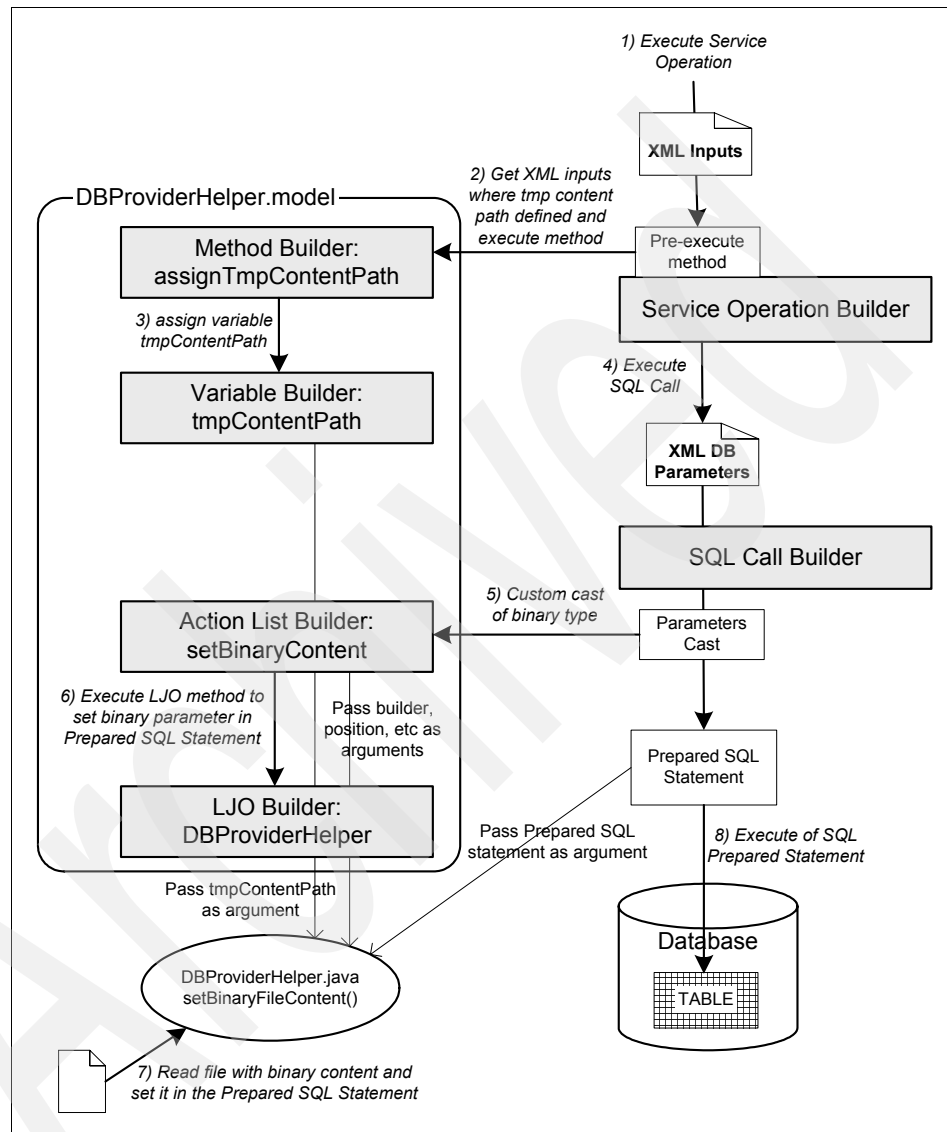 1) Execute Service
Operation
XML Inputs
2) Get XML inputs
where tmp content
path defined and
execute method
DBProviderHelper.model
Method Builder:
assignTmpContentPath
Pre-execute
method
Service Operation Builder
3) assign variable
tmpContentPath
4) Execute
SQL Call
Variable Builder:
tmpContentPath
XML DB
Parameters
SQL Call Builder
5) Custom cast
of binary type
Action List Builder:
setBinaryContent
Parameters
Cast
6) Execute LJO method to
set binary parameter in
Prepared SQL Statement
Pass builder,
position, etc as
arguments
Prepared SQL
Statement
LJO Builder:
DBProviderHelper
Pass Prepared SQL
statement as argument
8) Execute of SQL
Prepared Statement
Pass tmpContentPath
as argument
Database
TABLE
DBProviderHelper.java
setBinaryFileContent()
7) Read file with binary content and
set it in the Prepared SQL Statement
Archived